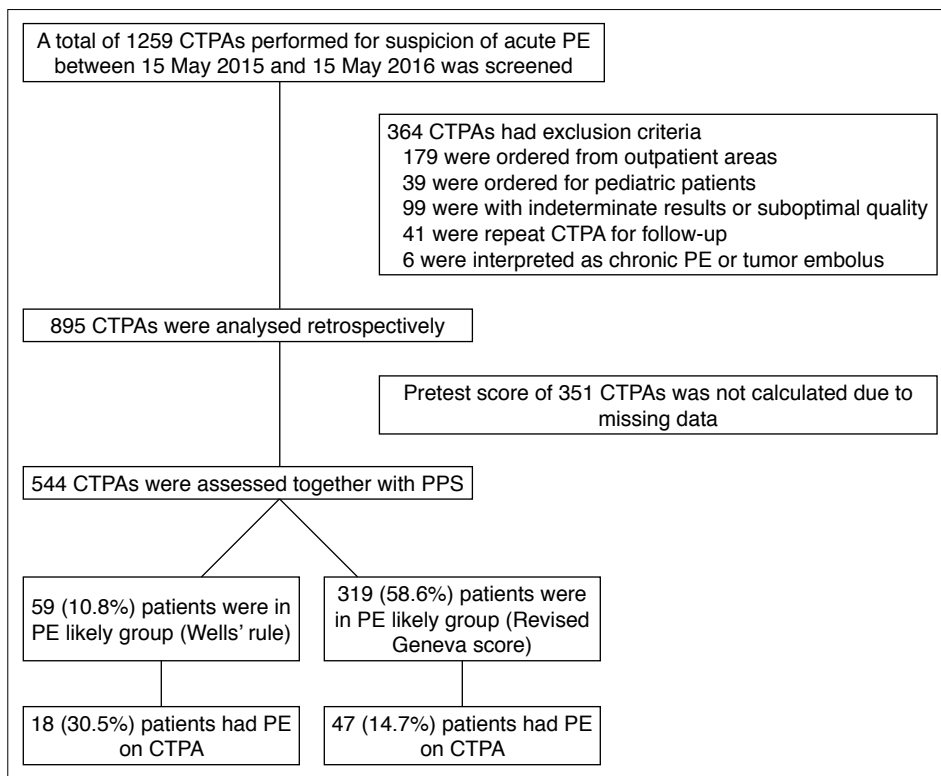 A total of 1259 CTPAs performed for suspicion of acute PE
between 15 May 2015 and 15 May 2016 was screened
364 CTPAs had exclusion criteria
179 were ordered from outpatient areas
39 were ordered for pediatric patients
99 were with indeterminate results or suboptimal quality
41 were repeat CTPA for follow-up
6 were interpreted as chronic PE or tumor embolus
895 CTPAs were analysed retrospectively
Pretest score of 351 CTPAs was not calculated due to
missing data
544 CTPAs were assessed together with PPS
59 (10.8%) patients were in
PE likely group (Wells’ rule)
319 (58.6%) patients were
in PE likely group (Revised
Geneva score)
18 (30.5%) patients had PE
on CTPA
47 (14.7%) patients had PE
on CTPA